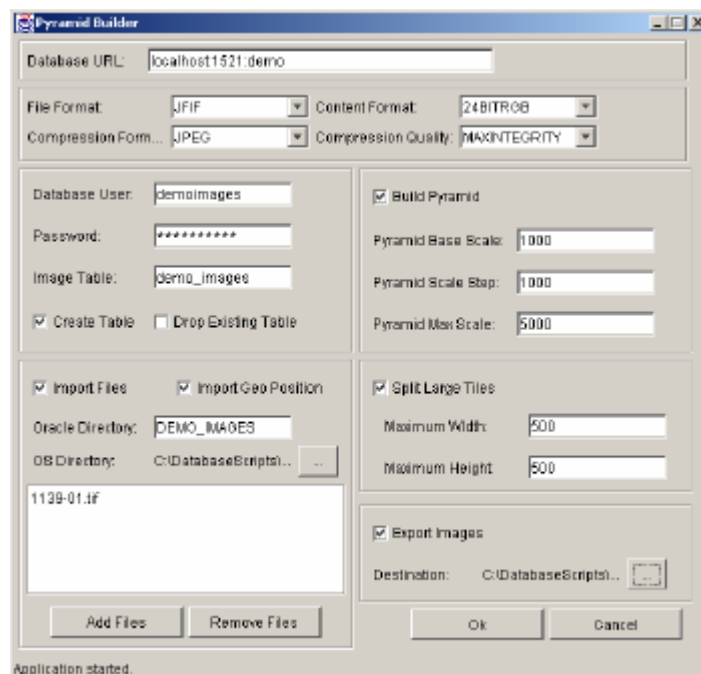 Pyramid Builder
Database URL: localhost1521:demo
File Format: JFIF Content Format: 24BITRGB
Compression Form... JPEG Compression Quality: MAXINTEGRITY
Database User: demoimages
Password: **********
Image Table: demo_images
Create Table Drop Existing Table
Build Pyramid
Pyramid Base Scale: 1000
Pyramid Scale Step: 1000
Pyramid Max Scale: 5000
Import Files Import Geo Position
Oracle Directory: DEMO_IMAGES
OS Directory: C:\DatabaseScripts\... ...
1139-01.tif
Add Files Remove Files
Split Large Tiles
Maximum Width: 500
Maximum Height: 500
Export Images
Destination: C:\DatabaseScripts\... ...
Ok Cancel
Application started.